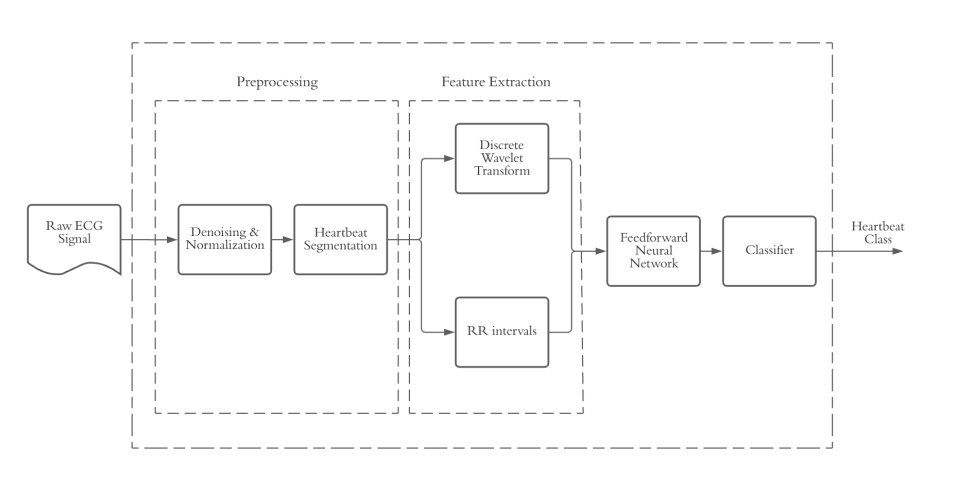 Preprocessing
Feature Extraction
Raw ECG
Signal
Denoising &
Normalization
Heartbeat
Segmentation
Discrete
Wavelet
Transform
RR intervals
Feedforward
Neural
Network
Classifier
Heartbeat
Class